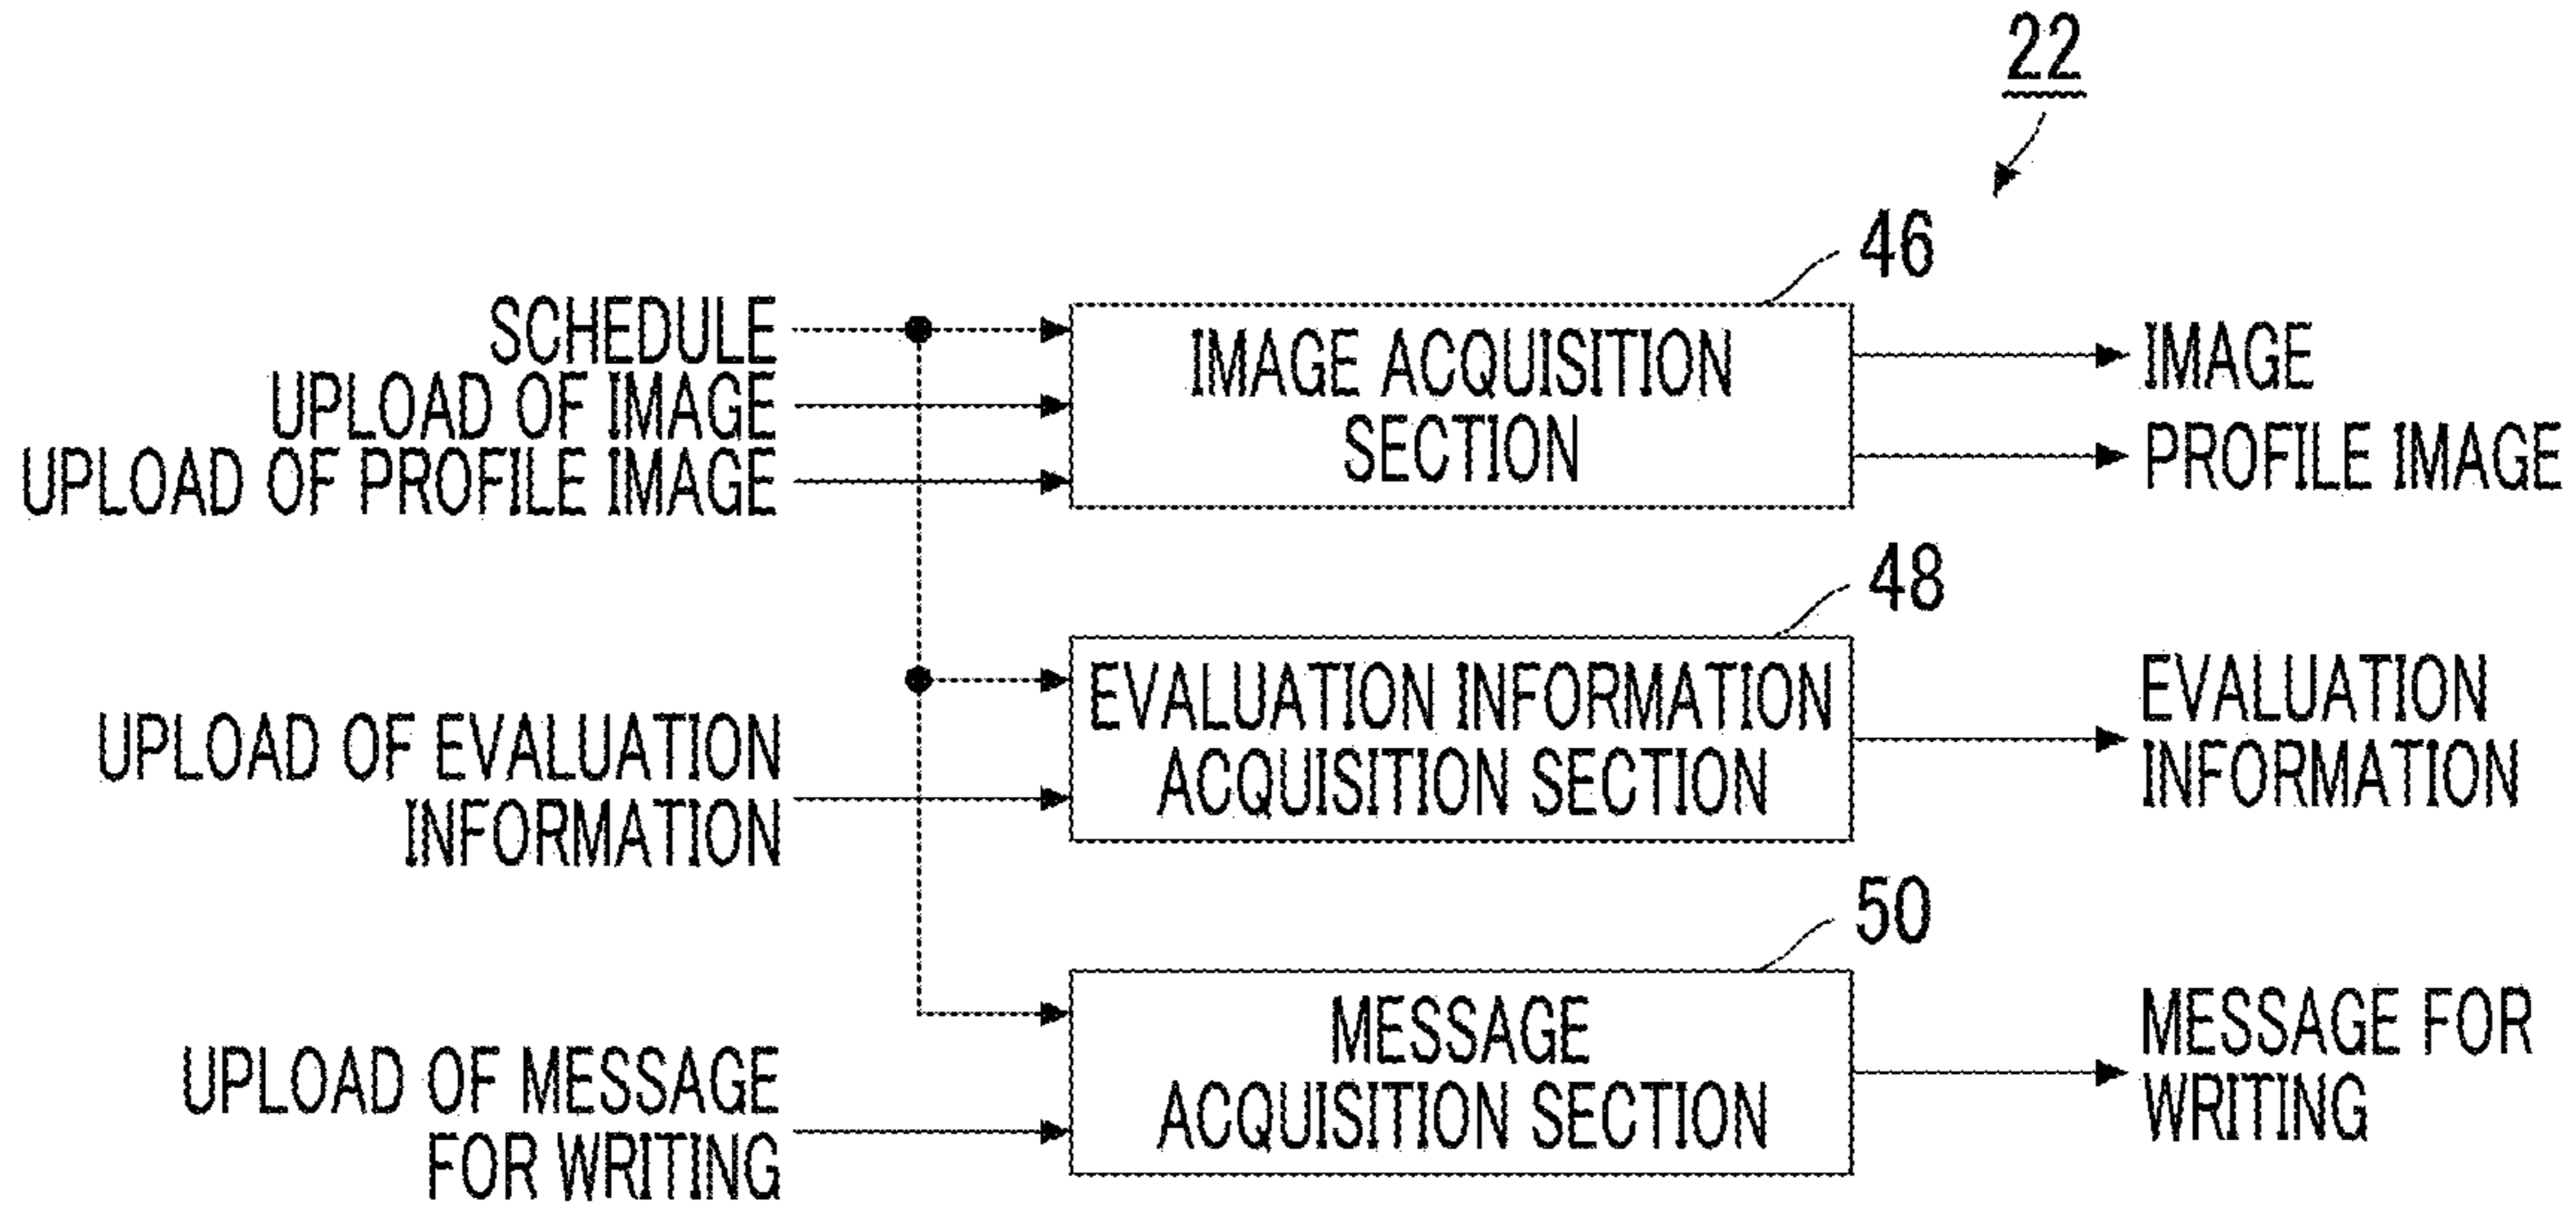 22
46
SCHEDULE
UPLOAD OF IMAGE
UPLOAD OF PROFILE IMAGE
IMAGE ACQUISITION
SECTION
IMAGE
PROFILE IMAGE
48
UPLOAD OF EVALUATION
INFORMATION
EVALUATION INFORMATION
ACQUISITION SECTION
EVALUATION
INFORMATION
50
UPLOAD OF MESSAGE
FOR WRITING
MESSAGE
ACQUISITION SECTION
MESSAGE FOR
WRITING